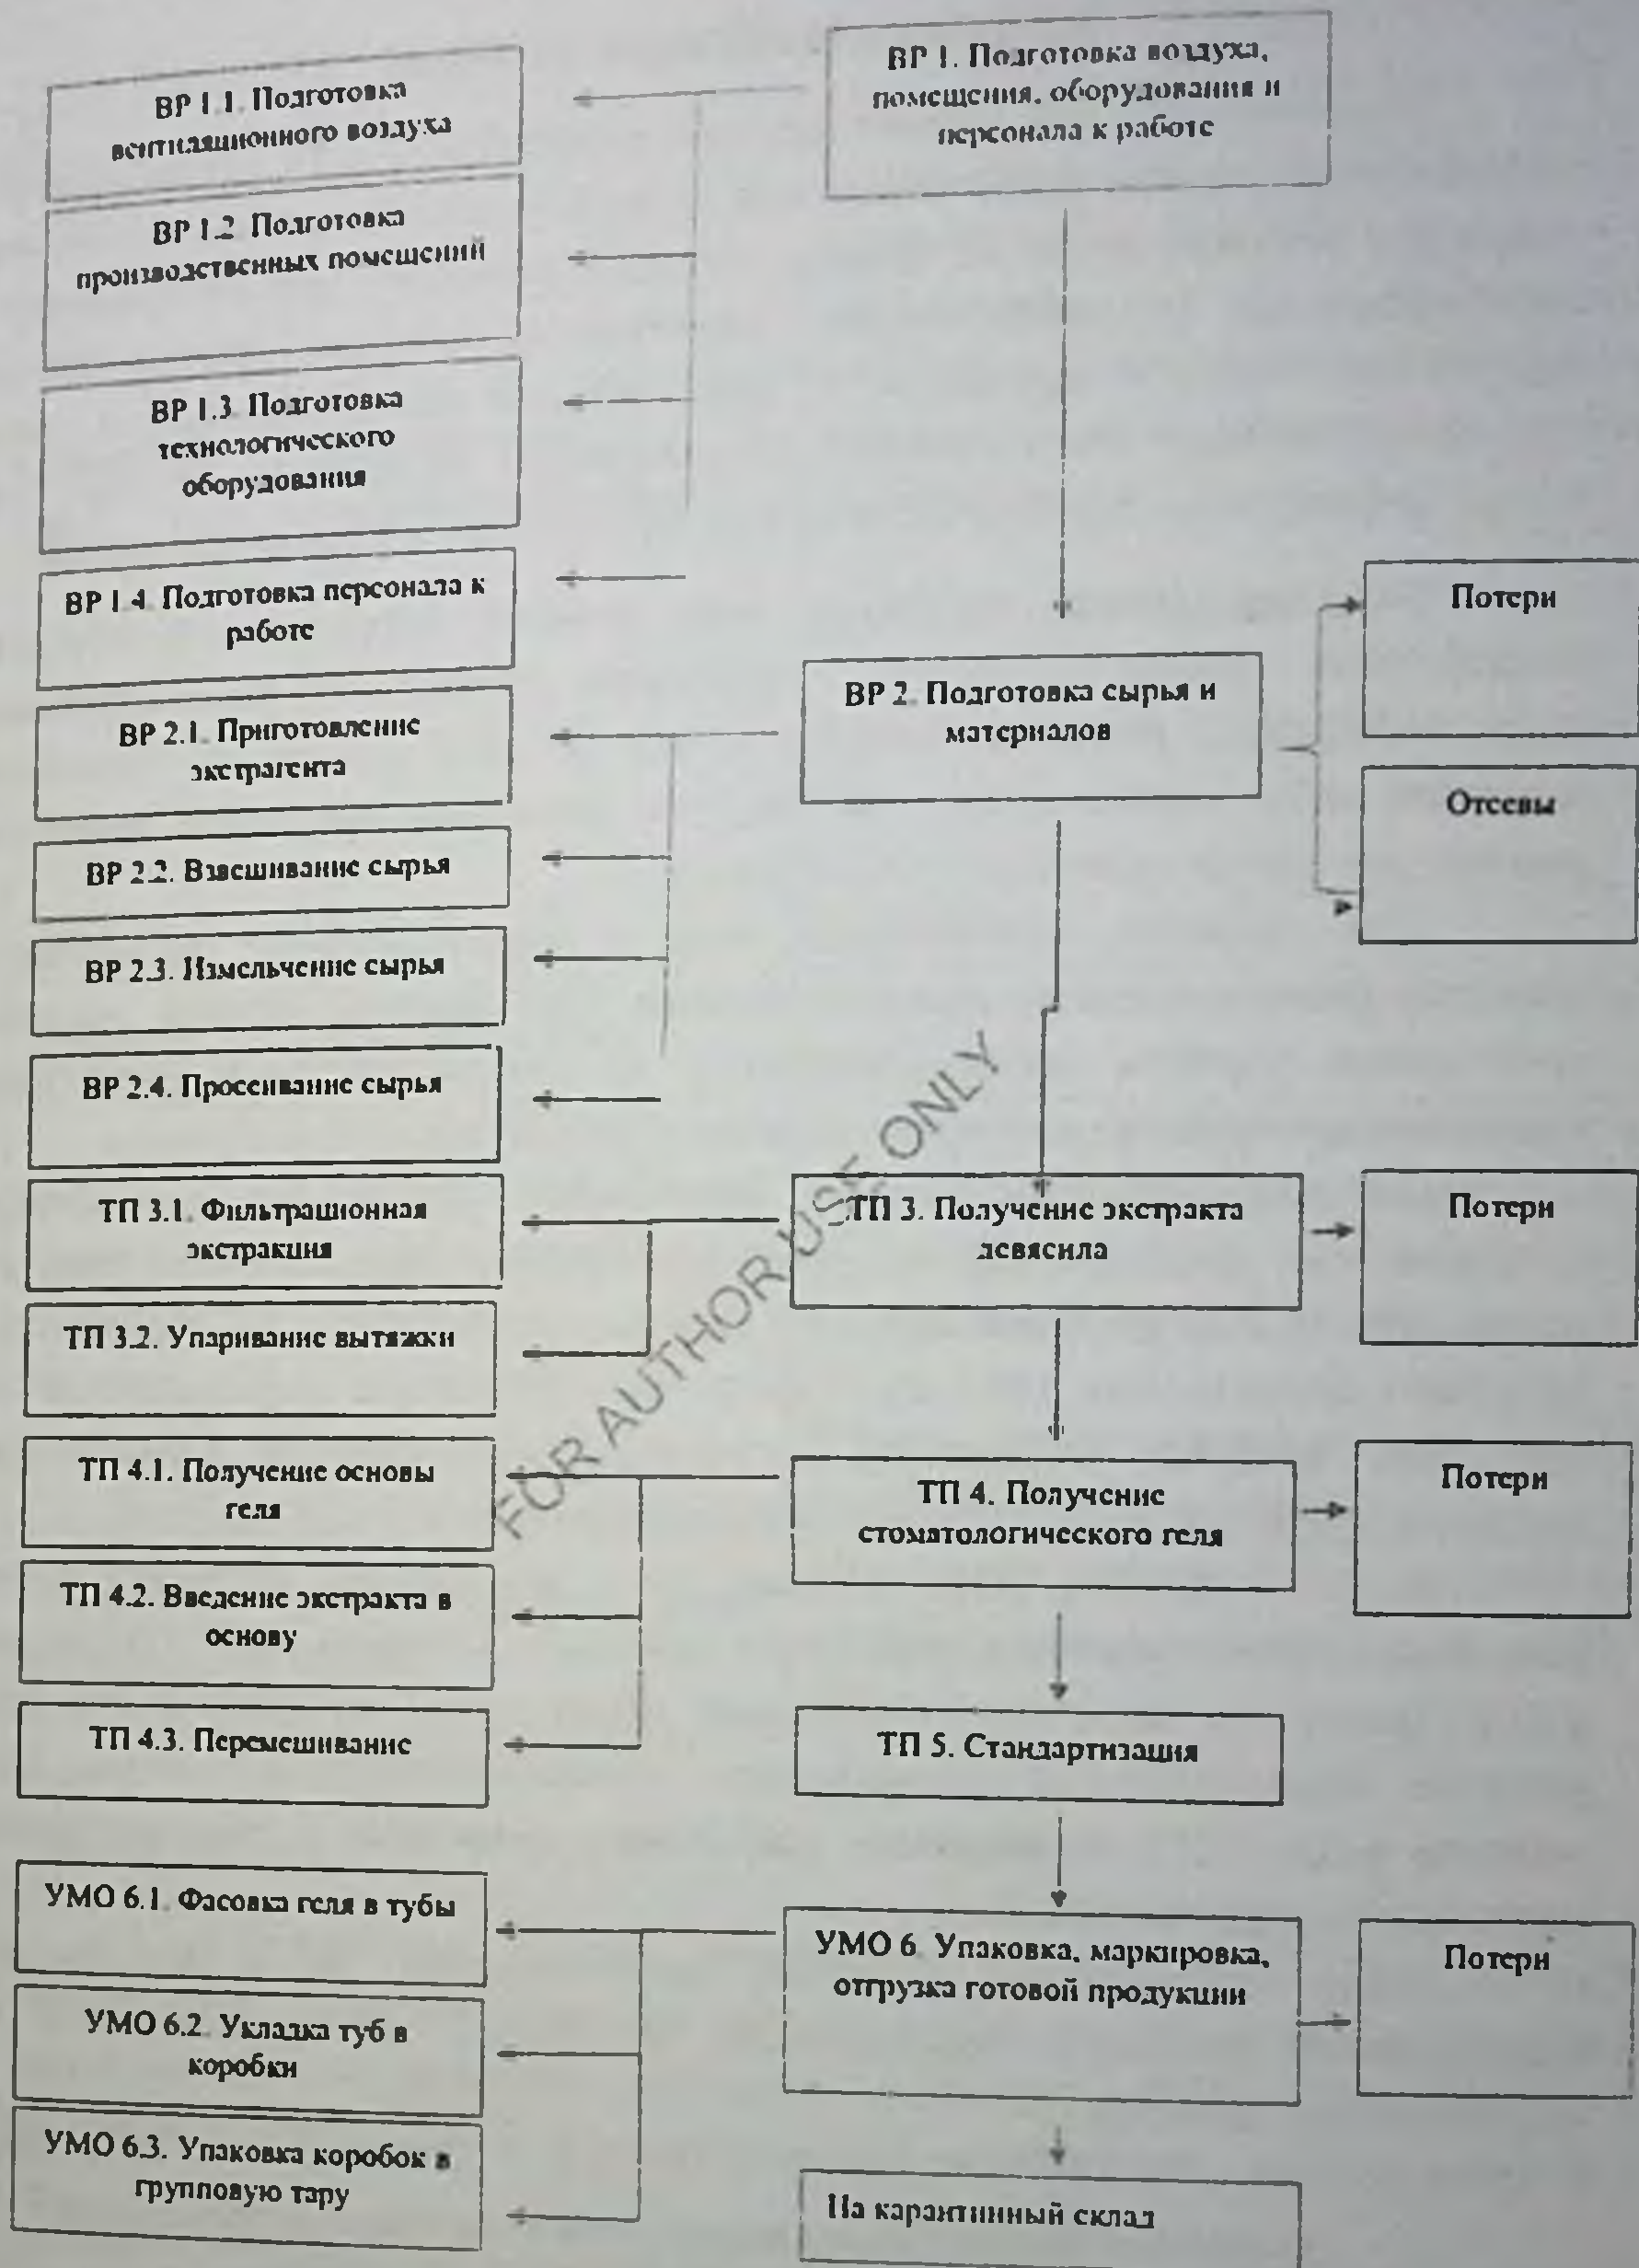 ВР 1. Подготовка воздуха,
помещения, оборудования и
персонала к работе
ВР 1.1. Подготовка
вентиляционного воздуха
ВР 1.2. Подготовка
производственных помещений
ВР 1.3. Подготовка
технологического
оборудования
ВР 1.4. Подготовка персонала к
работе
ВР 2. Подготовка сырья и
материалов
Потери
Отсевы
ВР 2.1. Приготовление
экстрагента
ВР 2.2. Взвешивание сырья
ВР 2.3. Измельчение сырья
ВР 2.4. Просеивание сырья
ТП 3. Получение экстракта
девясила
Потери
ТП 3.1. Фильтрационная
экстракция
ТП 3.2. Упаривание вытяжки
ТП 4. Получение
стоматологического геля
Потери
ТП 4.1. Получение основы
геля
ТП 4.2. Введение экстракта в
основу
ТП 4.3. Перемешивание
ТП 5. Стандартизация
УМО 6. Упаковка, маркировка,
отгрузка готовой продукции
Потери
УМО 6.1. Фасовка геля в тубы
УМО 6.2. Укладка туб в
коробки
УМО 6.3. Упаковка коробок в
групповую тару
На карантинный склад
FOR AUTHOR USE ONLY